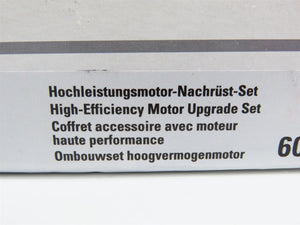 Hochleistungsmotor-Nachrüst-Set
High-Efficiency Motor Upgrade Set
Coffret accessoire avec moteur
haute performance
Ombouwset hoogvermogenmotor
60